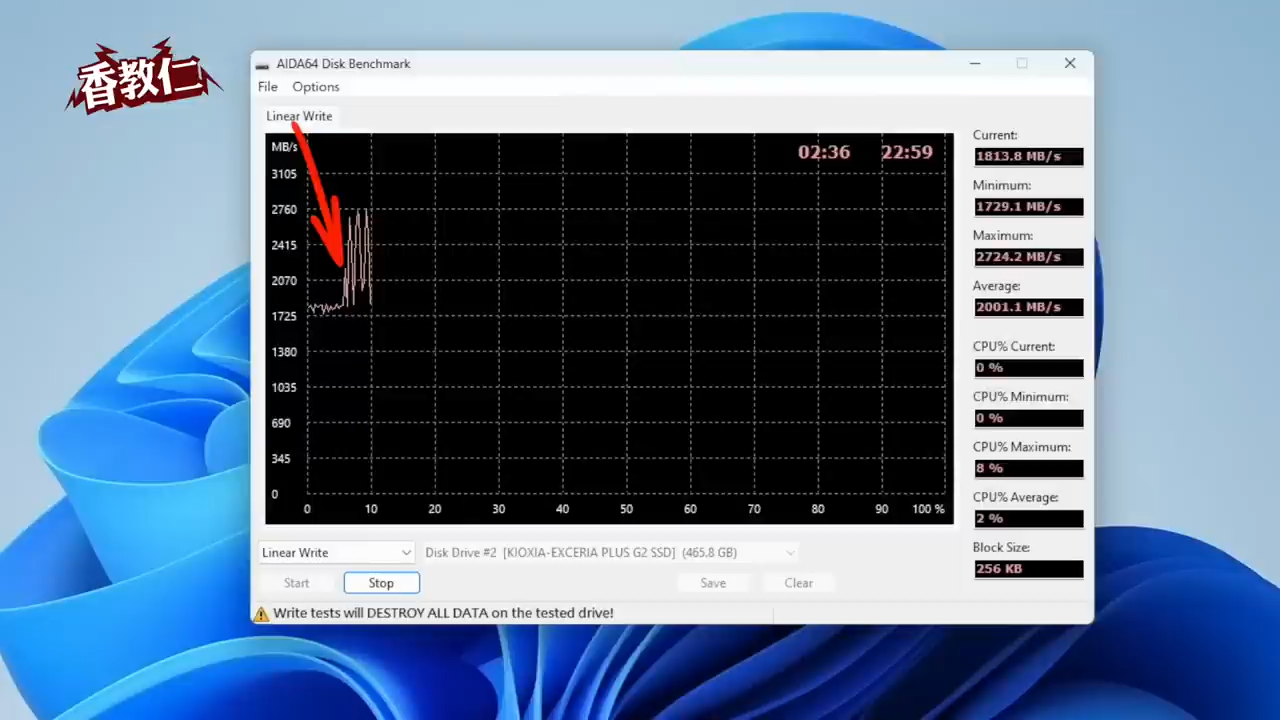 香教仁
AIDA64 Disk Benchmark
File Options
Linear Write
MB/s
02:36 22:59
3105
2760
2415
2070
1725
1380
1035
690
345
0
0 10 20 30 40 50 60 70 80 90 100 %
Current:
1813.8 MB/s
Minimum:
1729.1 MB/s
Maximum:
2724.2 MB/s
Average:
2001.1 MB/s
CPU% Current:
0 %
CPU% Minimum:
0 %
CPU% Maximum:
8 %
CPU% Average:
2 %
Block Size:
256 KB
Linear Write
Disk Drive #2 [KIOXIA-EXCERIA PLUS G2 SSD] (465.8 GB)
Start Stop Save Clear
Write tests will DESTROY ALL DATA on the tested drive!